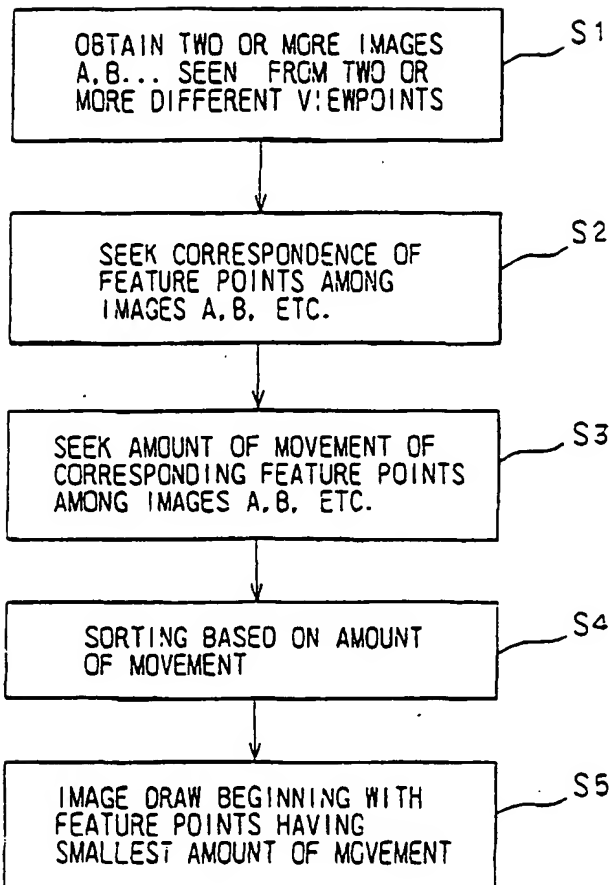 OBTAIN TWO OR MORE IMAGES
A.B... SEEN FROM TWO OR
MORE DIFFERENT VIEWPOINTS
S1
SEEK CORRESPONDENCE OF
FEATURE POINTS AMONG
IMAGES A.B. ETC.
S2
SEEK AMOUNT OF MOVEMENT OF
CORRESPONDING FEATURE POINTS
AMONG IMAGES A.B. ETC.
S3
SORTING BASED ON AMOUNT
OF MOVEMENT
S4
IMAGE DRAW BEGINNING WITH
FEATURE POINTS HAVING
SMALLEST AMOUNT OF MOVEMENT
S5